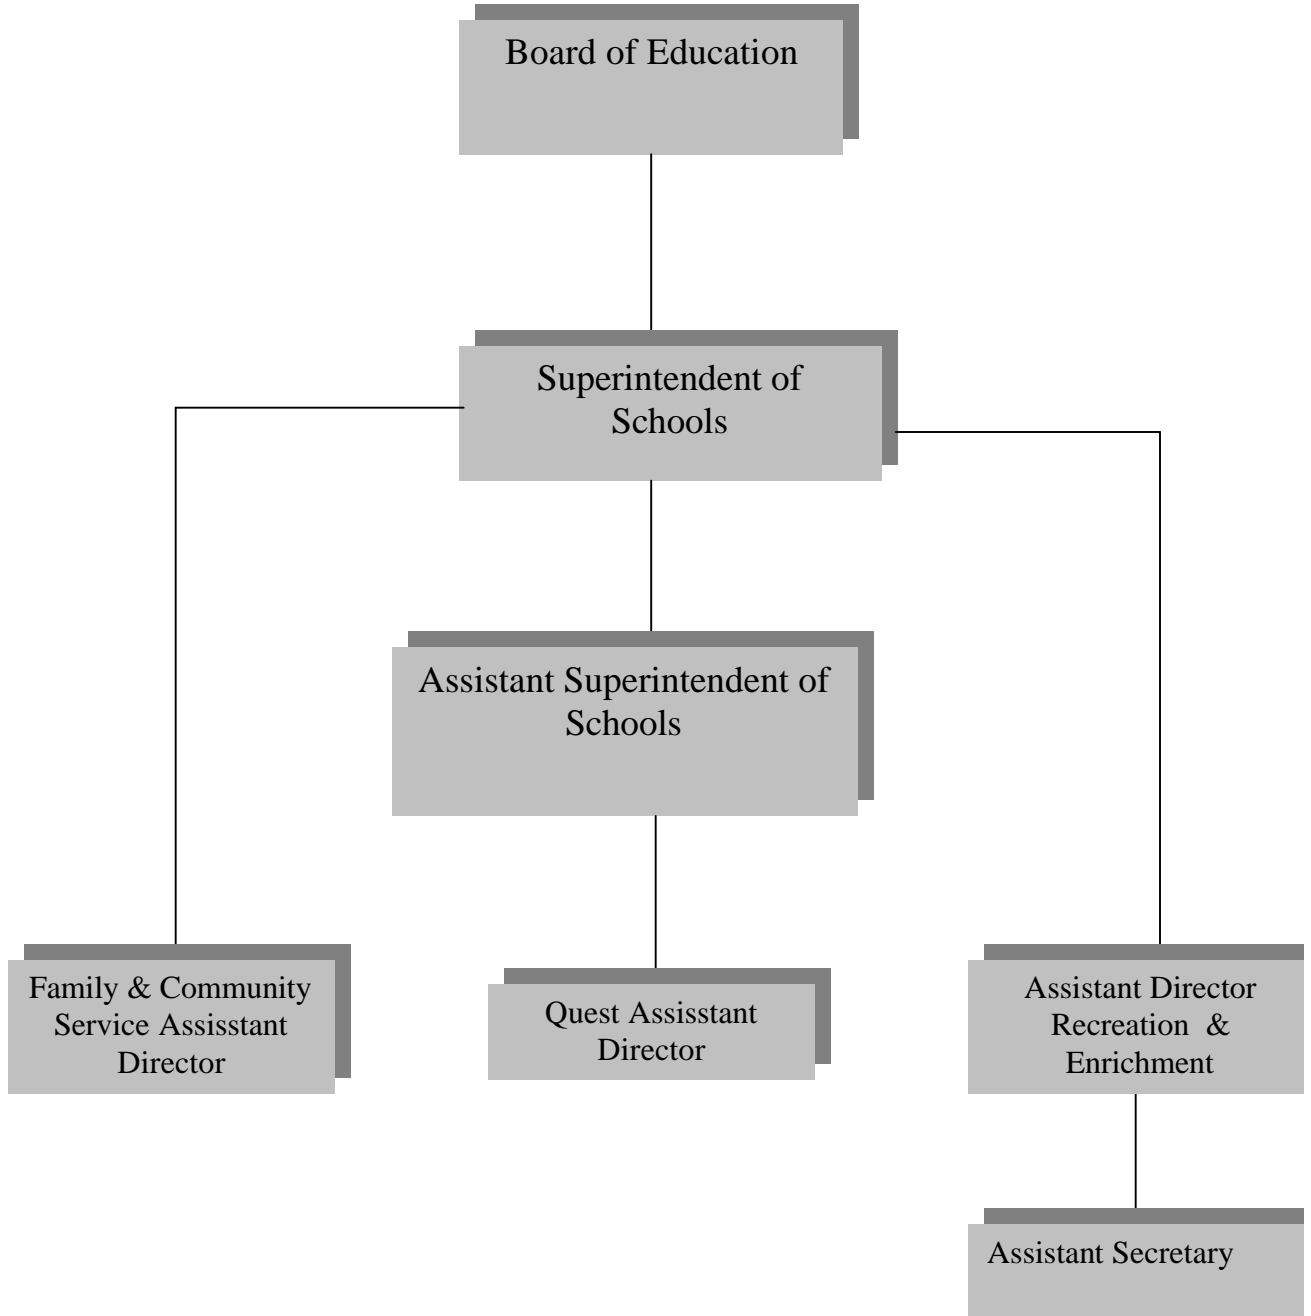 Board of Education
Superintendent of
Schools
Assistant Superintendent of
Schools
Family & Community
Service Assisstant
Director
Quest Assisstant
Director
Assistant Director
Recreation &
Enrichment
Assistant Secretary